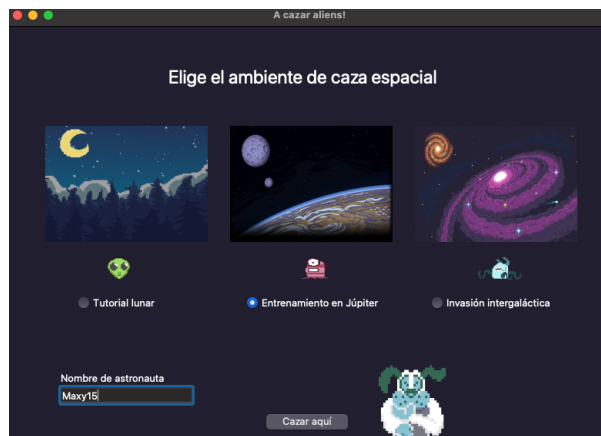 A cazar aliens!
Elige el ambiente de caza espacial
Tutorial lunar
Entrenamiento en Júpiter
Invasión intergaláctica
Nombre de astronauta
Maxy15
Cazar aquí